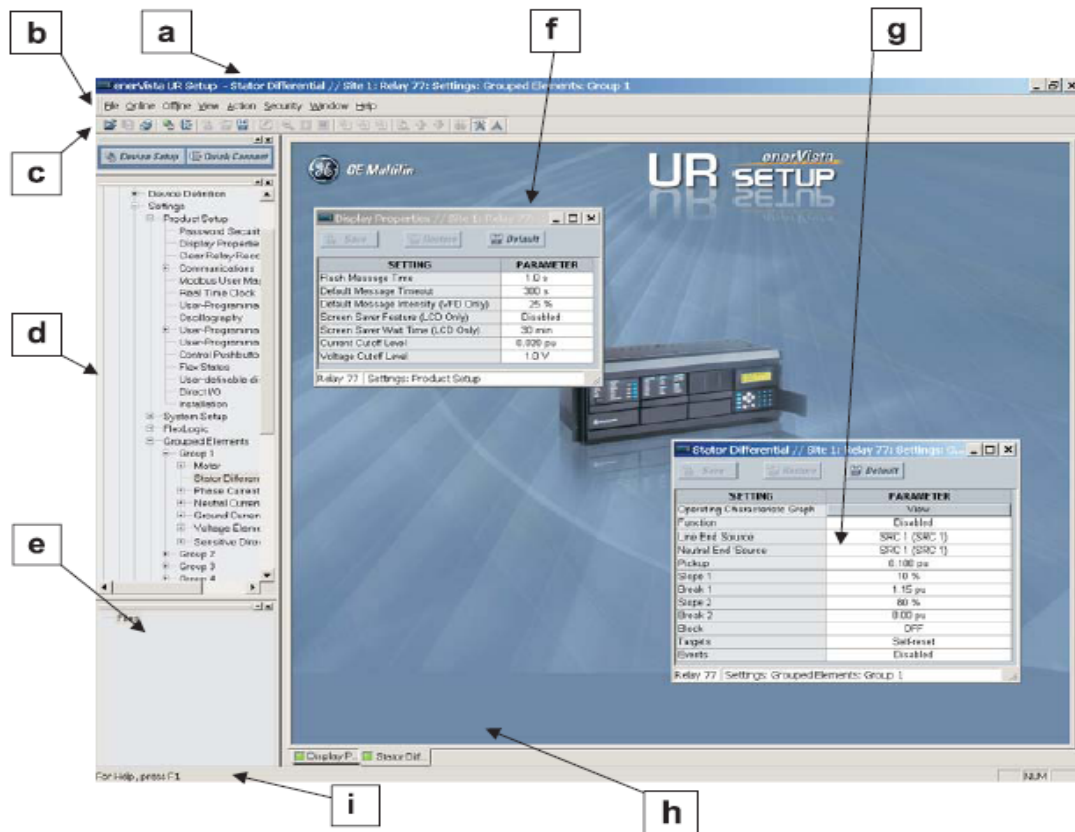 b
a
f
g
enerVista UR Setup - Stator Differential // Site 1: Relay 77: Settings: Grouped Elements: Group 1
File Online Offline View Action Security Window Help
c
Device Setup Quick Connect
GE Multilin
enerVista
UR SETUP
Device Definition
Settings
Product Setup
Password Securit
Display Propertie
Clear Relay Reco
Communications
Modbus User Map
Real Time Clock
User-Programma
Oscillography
User-Programma
User-Programma
Control Pushbutto
Flex States
User-definable di
Direct I/O
Installation
System Setup
FlexLogic
Grouped Elements
Group 1
Motor
Stator Differen
Phase Current
Neutral Curren
Ground Curren
Voltage Eleme
Sensitive Direc
Group 2
Group 3
Group 4
d
e
Files
Display Properties // Site 1: Relay 77
Save Restore Default
SETTING PARAMETER
Flash Message Time 1.0 s
Default Message Timeout 300 s
Default Message Intensity (VFD Only) 25 %
Screen Saver Feature (LCD Only) Disabled
Screen Saver Wait Time (LCD Only) 30 min
Current Cutoff Level 0.020 pu
Voltage Cutoff Level 1.0 V
Relay 77 Settings: Product Setup
Stator Differential // Site 1: Relay 77: Settings: G...
Save Restore Default
SETTING PARAMETER
Operating Characteristic Graph View
Function Disabled
Line End Source SRC 1 (SRC 1)
Neutral End Source SRC 1 (SRC 1)
Pickup 0.100 pu
Slope 1 10 %
Break 1 1.15 pu
Slope 2 80 %
Break 2 8.00 pu
Block OFF
Targets Self-reset
Events Disabled
Relay 77 Settings: Grouped Elements: Group 1
Display P... Stator Dif...
For Help, press F1
NUM
i
h